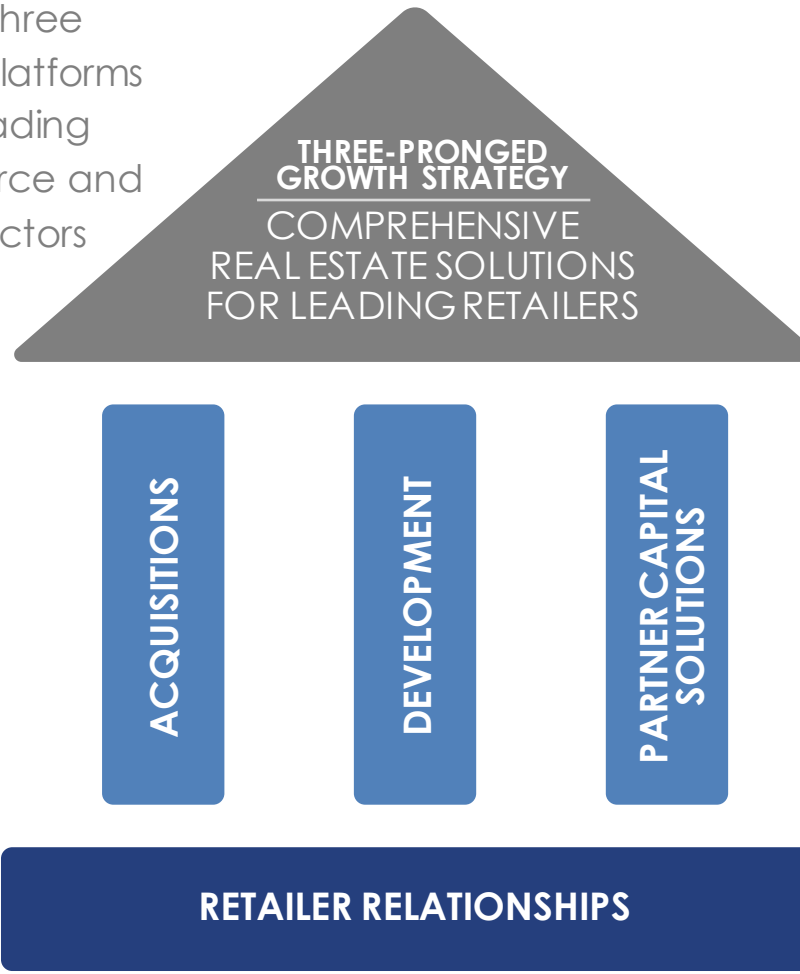 hree
latforms
ading
rce and
ctors
THREE-PRONGED
GROWTH STRATEGY
COMPREHENSIVE
REAL ESTATE SOLUTIONS
FOR LEADING RETAILERS
ACQUISITIONS
DEVELOPMENT
PARTNER CAPITAL
SOLUTIONS
RETAILER RELATIONSHIPS